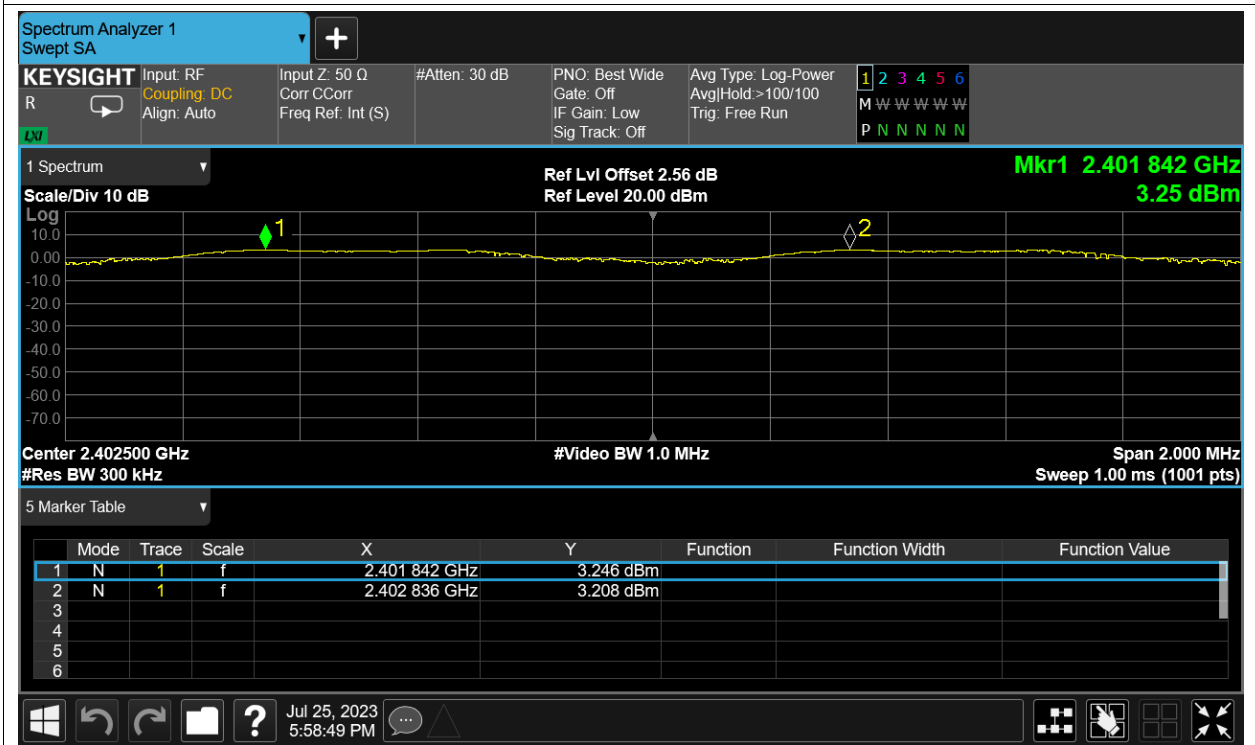 Spectrum Analyzer 1
Swept SA
+
KEYSIGHT Input: RF Input Z: 50 Ω #Atten: 30 dB PNO: Best Wide Avg Type: Log-Power 1 2 3 4 5 6
R Coupling: DC Corr CCorr Gate: Off Avg|Hold:>100/100 M W W W W W
Align: Auto Freq Ref: Int (S) IF Gain: Low Trig: Free Run
LXI Sig Track: Off P N N N N N
1 Spectrum Ref Lvl Offset 2.56 dB Mkr1 2.401 842 GHz
Scale/Div 10 dB Ref Level 20.00 dBm 3.25 dBm
Log
1 2
10.0
0.00
-10.0
-20.0
-30.0
-40.0
-50.0
-60.0
-70.0
Center 2.402500 GHz #Video BW 1.0 MHz Span 2.000 MHz
#Res BW 300 kHz Sweep 1.00 ms (1001 pts)
5 Marker Table
Mode Trace Scale X Y Function Function Width Function Value
1 N 1 f 2.401 842 GHz 3.246 dBm
2 N 1 f 2.402 836 GHz 3.208 dBm
3
4
5
6
? Jul 25, 2023
5:58:49 PM